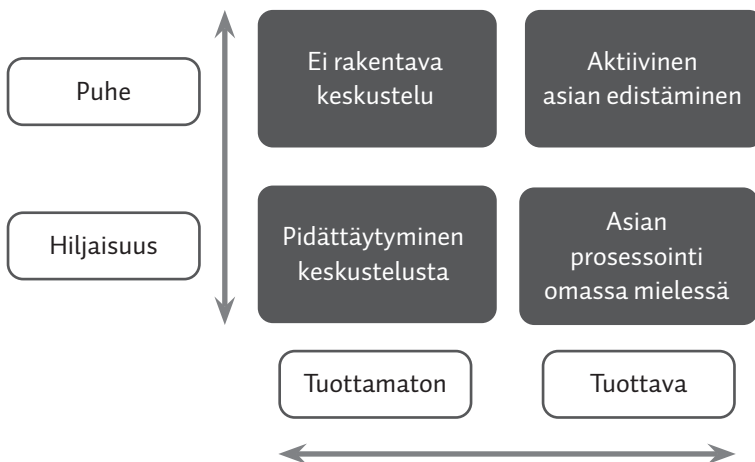 Puhe
Ei rakentava
keskustelu
Aktiivinen
asian edistäminen
Hiljaisuus
Pidättäytyminen
keskustelusta
Asian
prosessointi
omassa mielessä
Tuottamaton
Tuottava